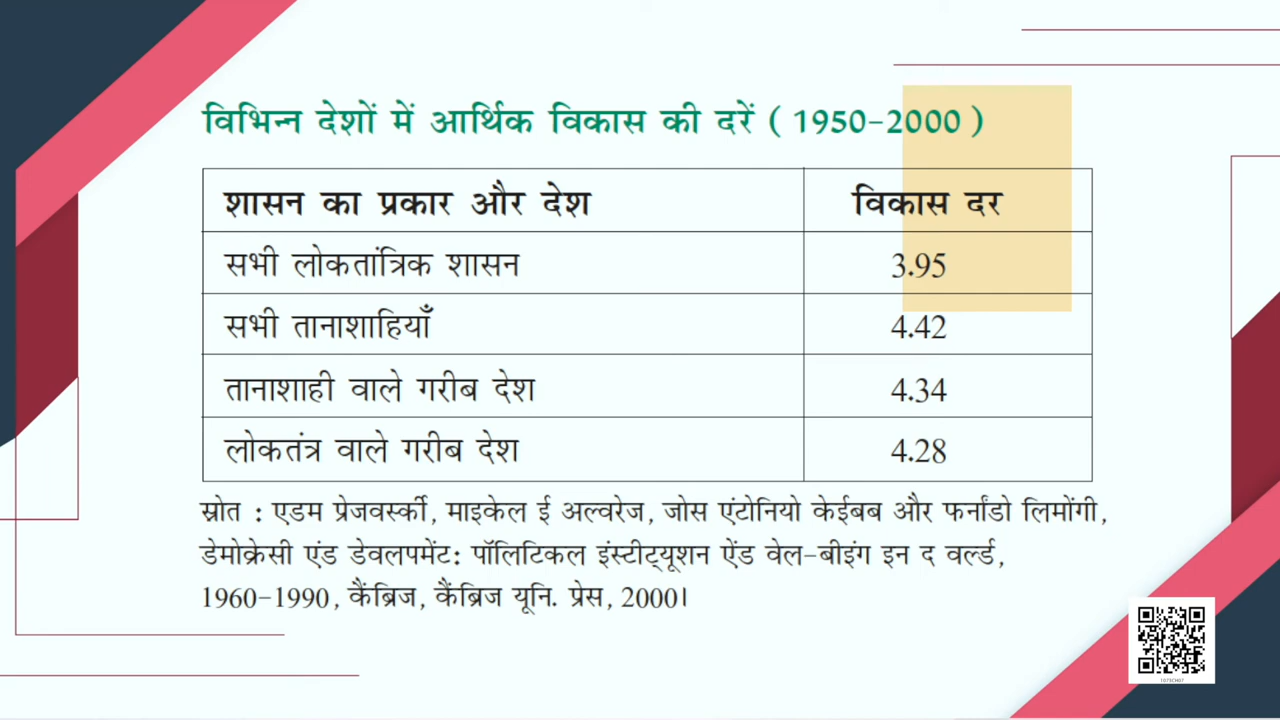 विभिन्न देशों में आर्थिक विकास की दरें ( 1950-2000 )
शासन का प्रकार और देश विकास दर
सभी लोकतांत्रिक शासन 3.95
सभी तानाशाहियाँ 4.42
तानाशाही वाले गरीब देश 4.34
लोकतंत्र वाले गरीब देश 4.28
स्रोत : एडम प्रेजवर्स्की, माइकेल ई अल्वरेज, जोस एंटोनियो केईबब और फर्नांडो लिमोंगी,
डेमोक्रेसी एंड डेवलपमेंट: पॉलिटिकल इंस्टीट्यूशन ऐंड वेल-बीइंग इन द वर्ल्ड,
1960-1990, कैंब्रिज, कैंब्रिज यूनि. प्रेस, 2000।